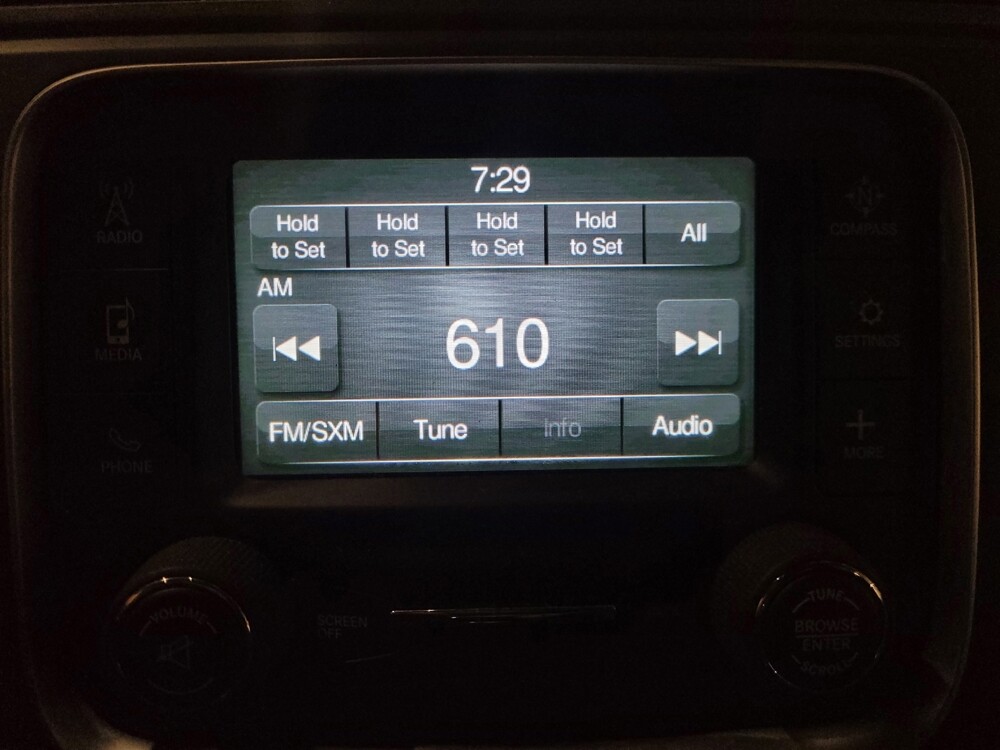 7:29
Hold to Set
Hold to Set
Hold to Set
Hold to Set
All
AM
610
FM/SXM
Tune
Info
Audio
RADIO
MEDIA
PHONE
N
COMPASS
SETTINGS
MORE
VOLUME
SCREEN
OFF
TUNE
BROWSE
ENTER
SCROLL